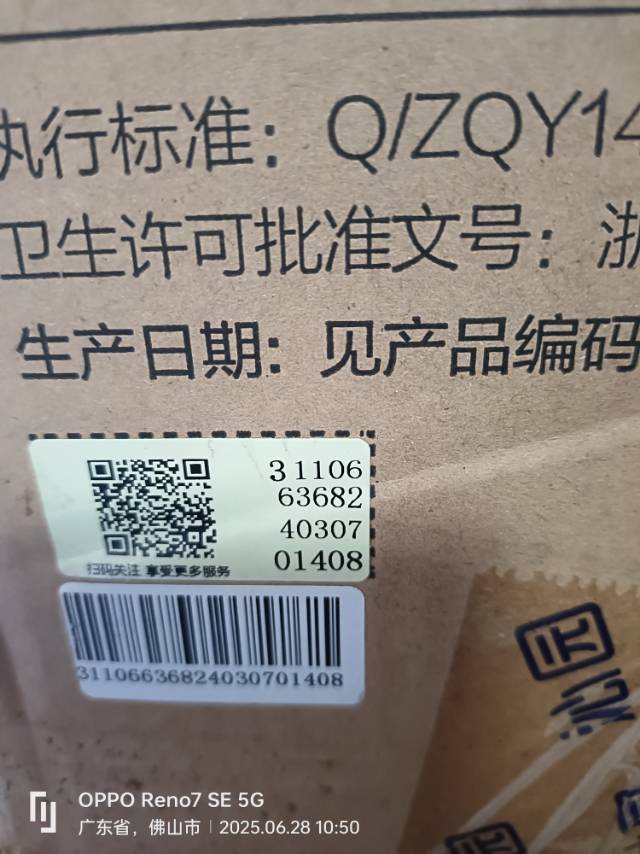 执行标准：Q/ZQY14
卫生许可批准文号：浙
生产日期：见产品编码
31106
63682
40307
01408
扫码关注 享受更多服务
31106636824030701408
沁园
OPPO Reno7 SE 5G
广东省，佛山市 | 2025.06.28 10:50